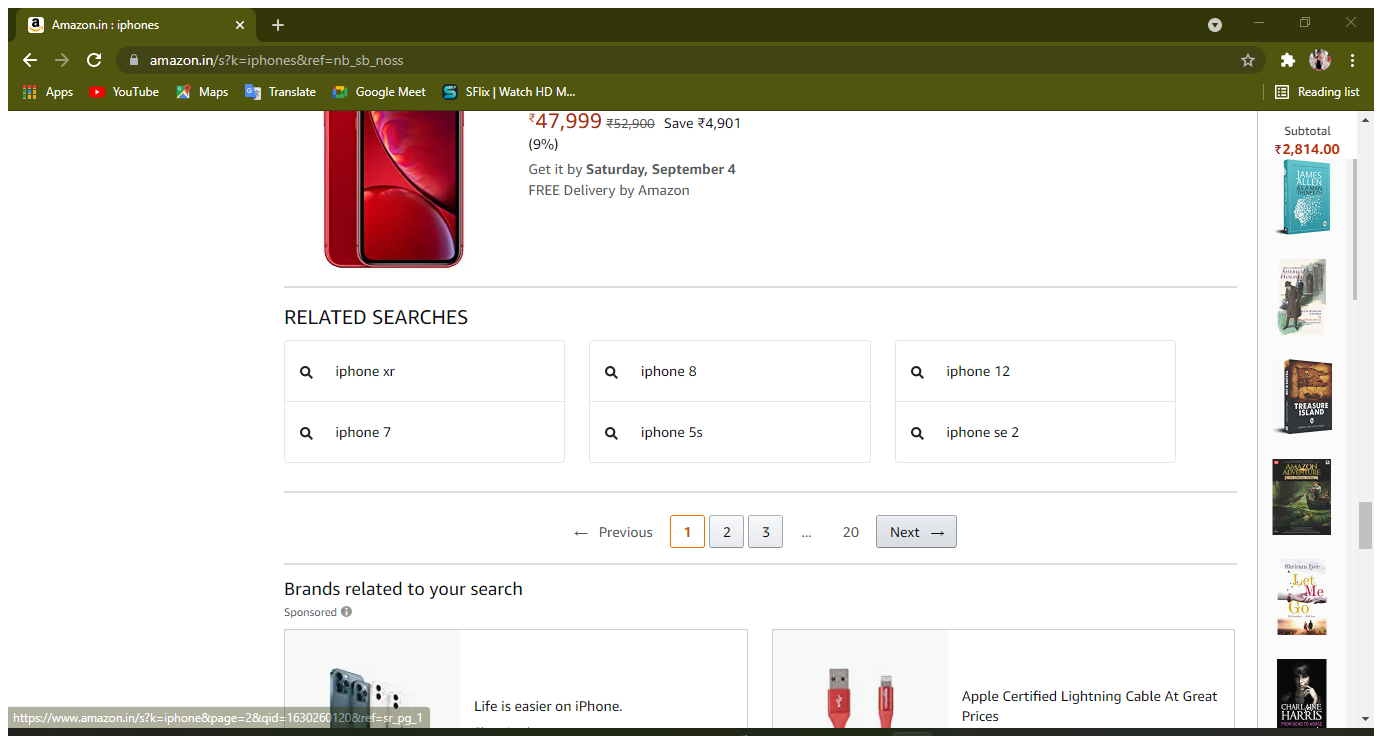 Amazon.in : iphones
amazon.in/s?k=iphones&ref=nb_sb_noss
Apps
YouTube
Maps
Translate
Google Meet
SFlix | Watch HD M...
Reading list
₹47,999 ₹52,900 Save ₹4,901
(9%)
Get it by Saturday, September 4
FREE Delivery by Amazon
RELATED SEARCHES
iphone xr
iphone 8
iphone 12
iphone 7
iphone 5s
iphone se 2
← Previous 1 2 3 ... 20 Next →
Brands related to your search
Sponsored
Life is easier on iPhone.
Apple Certified Lightning Cable At Great
Prices
https://www.amazon.in/s?k=iphone&page=2&qid=1630260120&ref=sr_pg_1
Subtotal
₹2,814.00
JAMES
ALLEN
AS A MAN
THINKETH
SHERLOCK
HOLMES
TREASURE
ISLAND
AMAZON
ADVENTURE
Shriram Iyer
Let
Me
Go
CHARLAINE
HARRIS
FROM DEAD TO WORSE